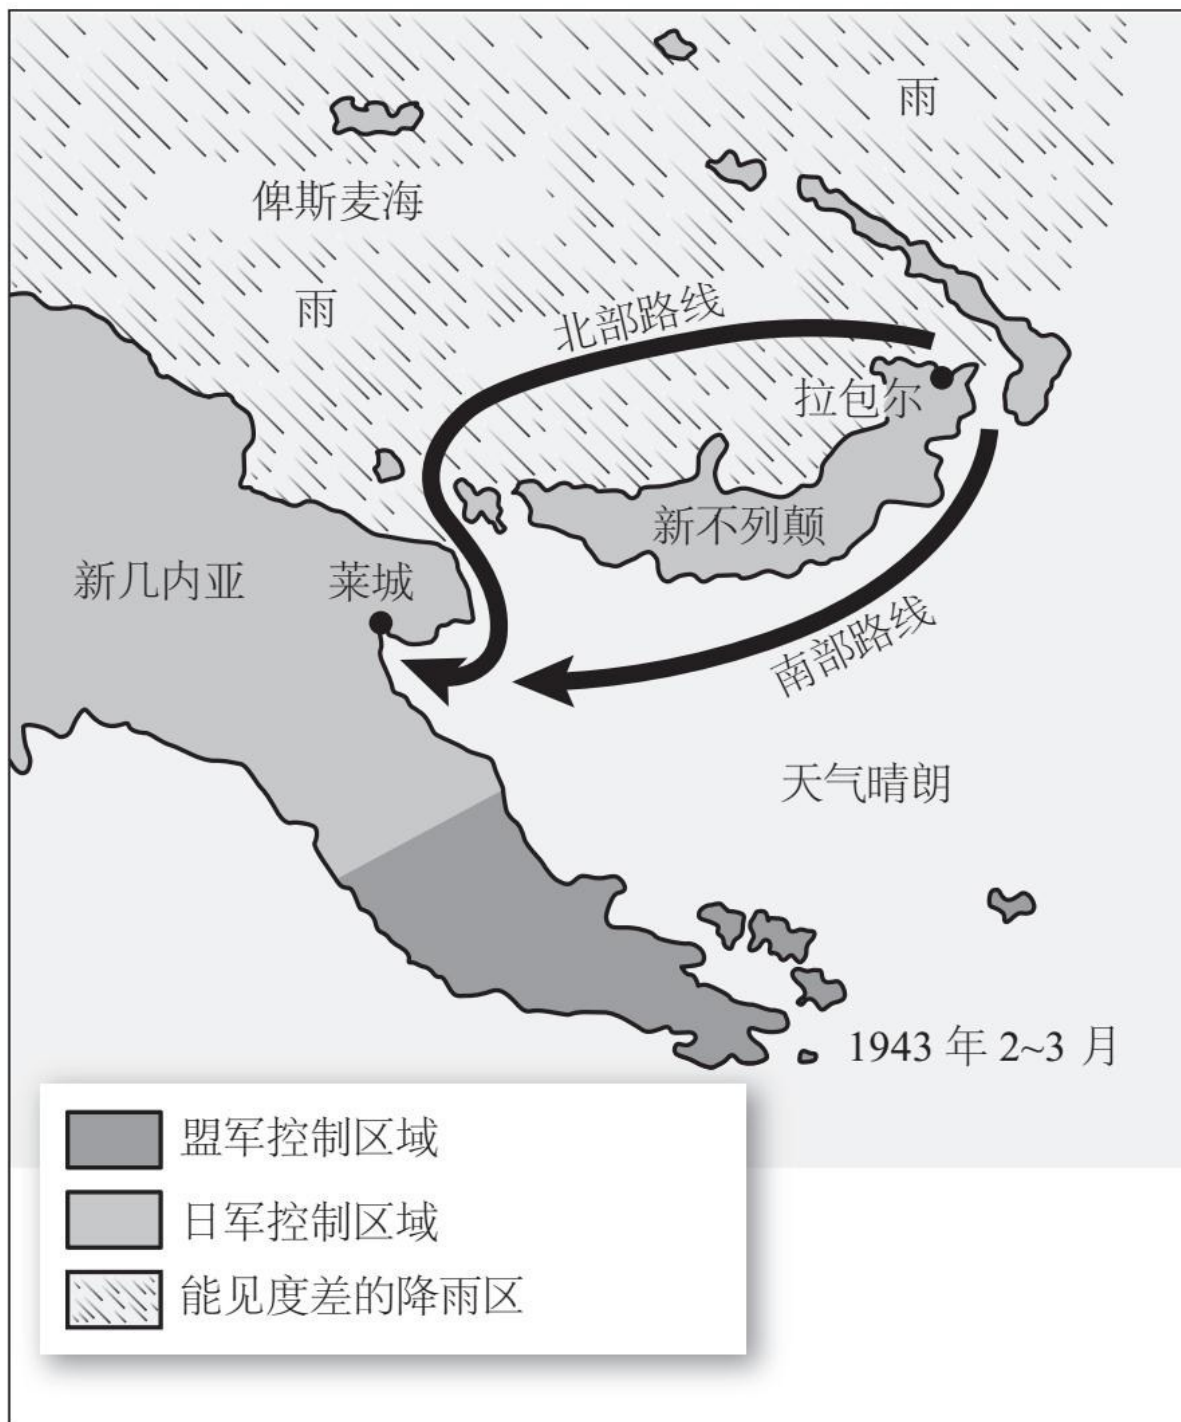 雨
俾斯麦海
雨
北部路线
拉包尔
新不列颠
新几内亚
莱城
南部路线
天气晴朗
1943 年 2~3 月
盟军控制区域
日军控制区域
能见度差的降雨区